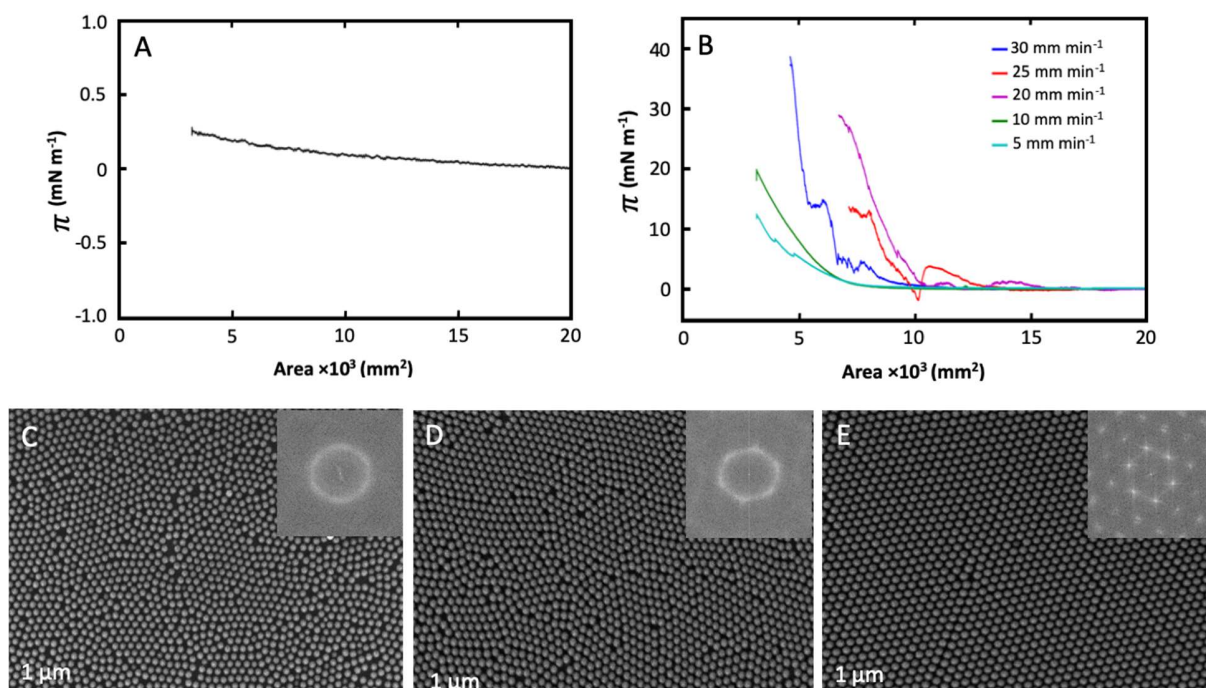 A
1.0
0.5
0
-0.5
-1.0
π (mN m⁻¹)
0 5 10 15 20
Area ×10³ (mm²)
B
40
30
20
10
0
π (mN m⁻¹)
0 5 10 15 20
Area ×10³ (mm²)
30 mm min⁻¹
25 mm min⁻¹
20 mm min⁻¹
10 mm min⁻¹
5 mm min⁻¹
C
1 µm
D
1 µm
E
1 µm